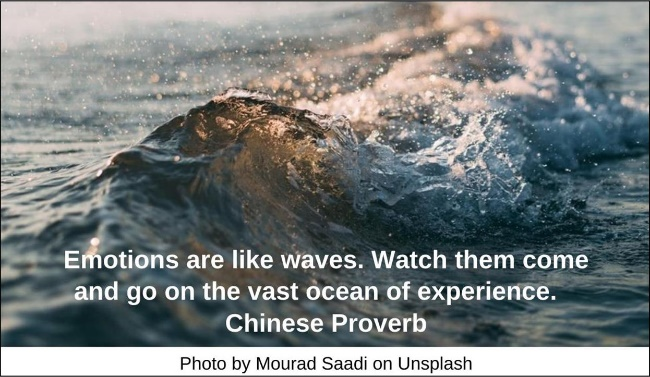 Emotions are like waves. Watch them come
and go on the vast ocean of experience.
Chinese Proverb
Photo by Mourad Saadi on Unsplash